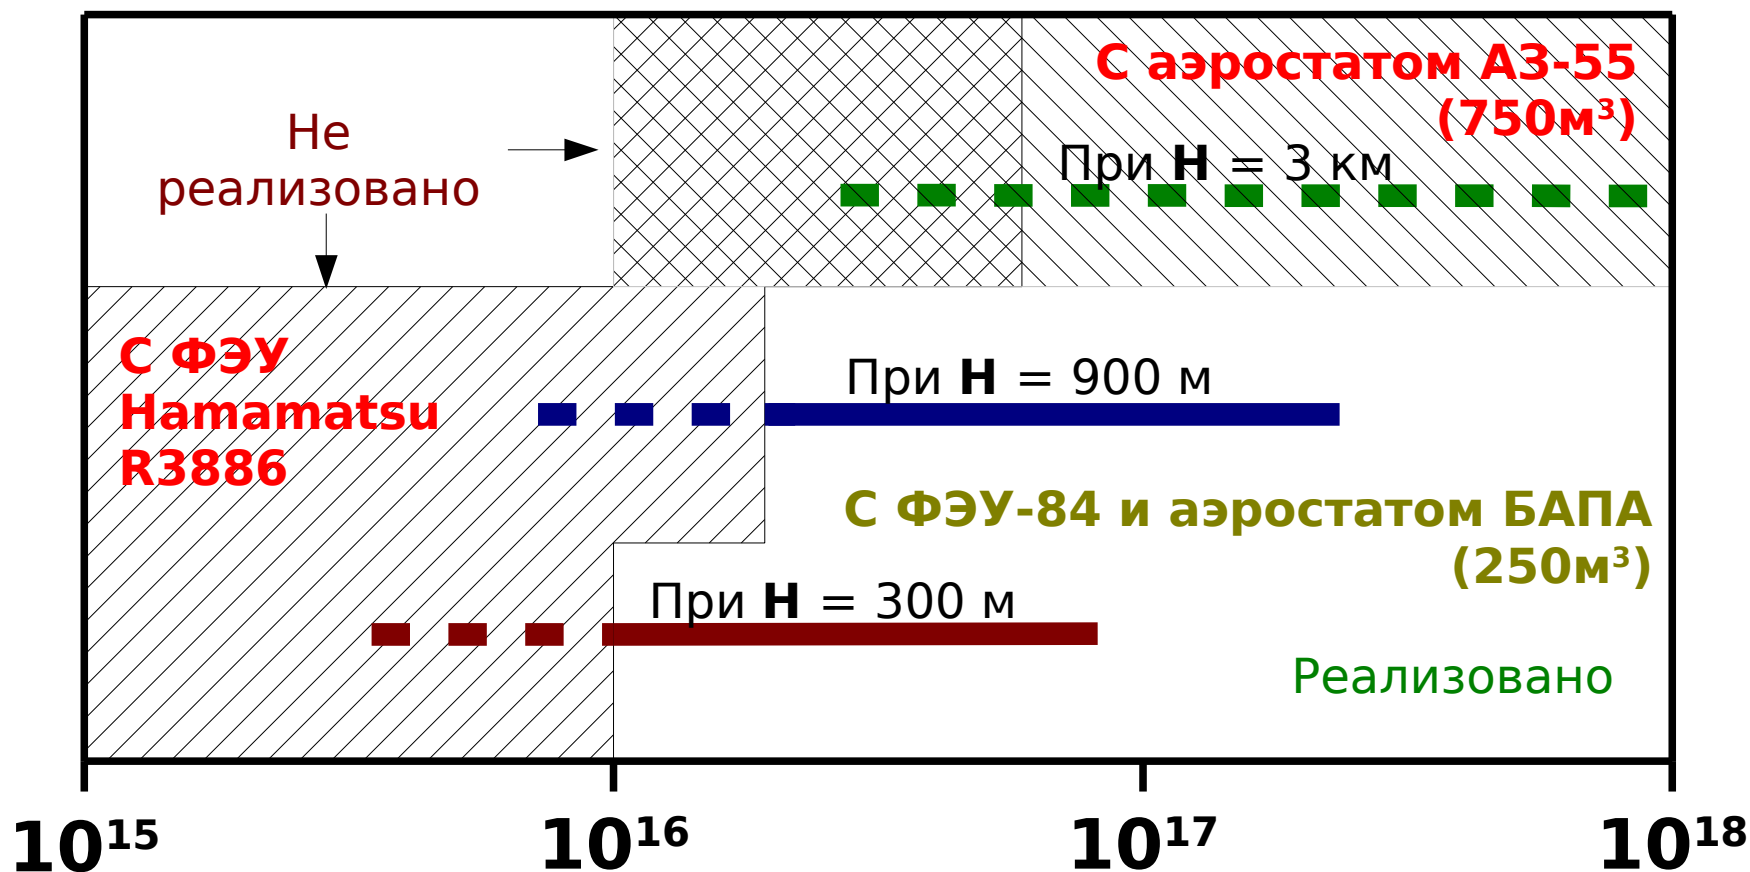 С аэростатом АЗ-55
(750м³)
Не
реализовано
При H = 3 км
С ФЭУ
Hamamatsu
R3886
При H = 900 м
С ФЭУ-84 и аэростатом БАПА
(250м³)
При H = 300 м
Реализовано
10¹⁵ 10¹⁶ 10¹⁷ 10¹⁸